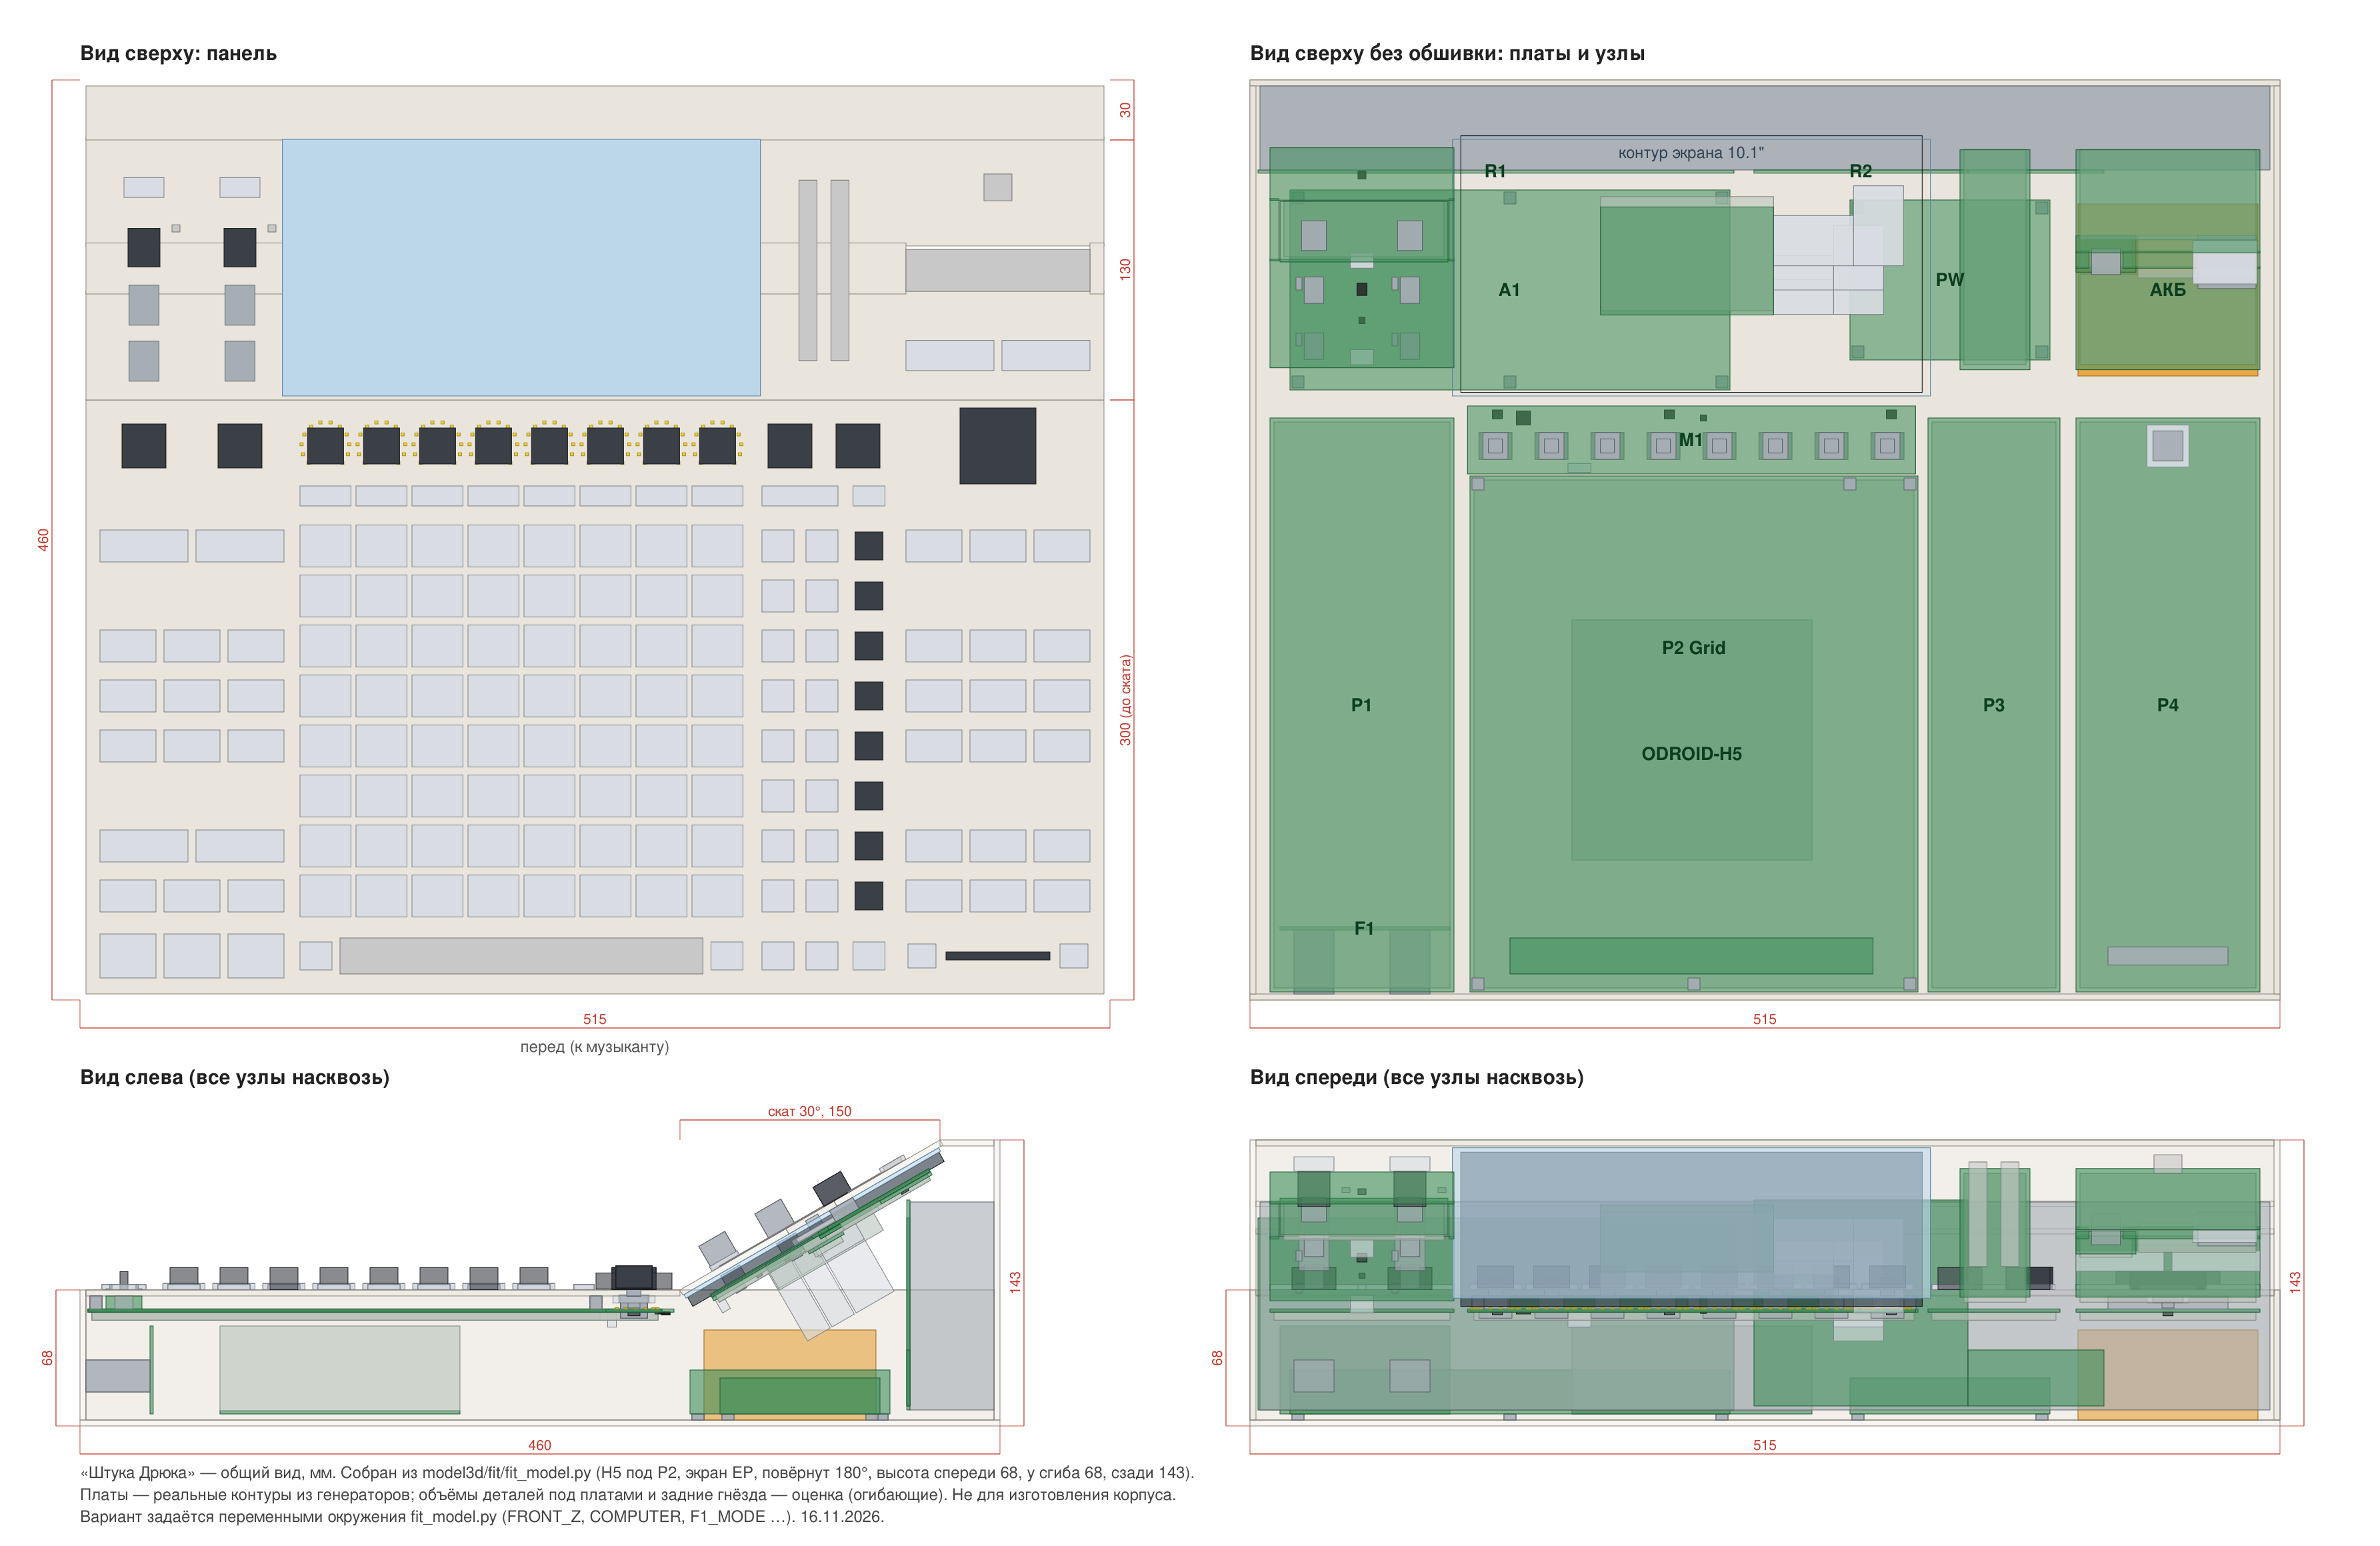 Вид сверху: панель
Вид сверху без обшивки: платы и узлы
30
130
460
300 (до ската)
515
перед (к музыканту)
контур экрана 10.1"
R1
R2
A1
PW
АКБ
M1
P2 Grid
P1
P3
P4
ODROID-H5
F1
515
Вид слева (все узлы насквозь)
Вид спереди (все узлы насквозь)
скат 30°, 150
68
143
460
68
143
515
«Штука Дрюка» — общий вид, мм. Собран из model3d/fit/fit_model.py (H5 под P2, экран EP, повёрнут 180°, высота спереди 68, у сгиба 68, сзади 143).
Платы — реальные контуры из генераторов; объёмы деталей под платами и задние гнёзда — оценка (огибающие). Не для изготовления корпуса.
Вариант задаётся переменными окружения fit_model.py (FRONT_Z, COMPUTER, F1_MODE …). 16.11.2026.